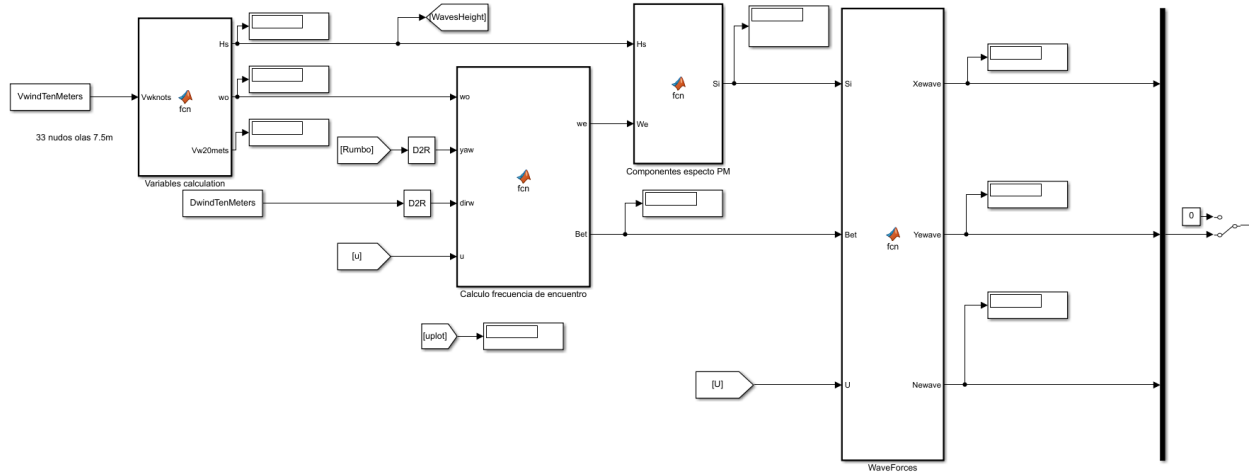 [WavesHeight]
Hs
Hs
VwindTenMeters
Vwknots
fcn
wo
wo
fcn
Si
Si
Xewave
33 nudos olas 7.5m
we
We
[Rumbo]
D2R
yaw
Vw20mets
Componentes especto PM
Variables calculation
fcn
DwindTenMeters
D2R
dirw
0
Bet
Bet
fcn
Yewave
[u]
u
Calculo frecuencia de encuentro
[uplot]
[U]
U
Newave
WaveForces